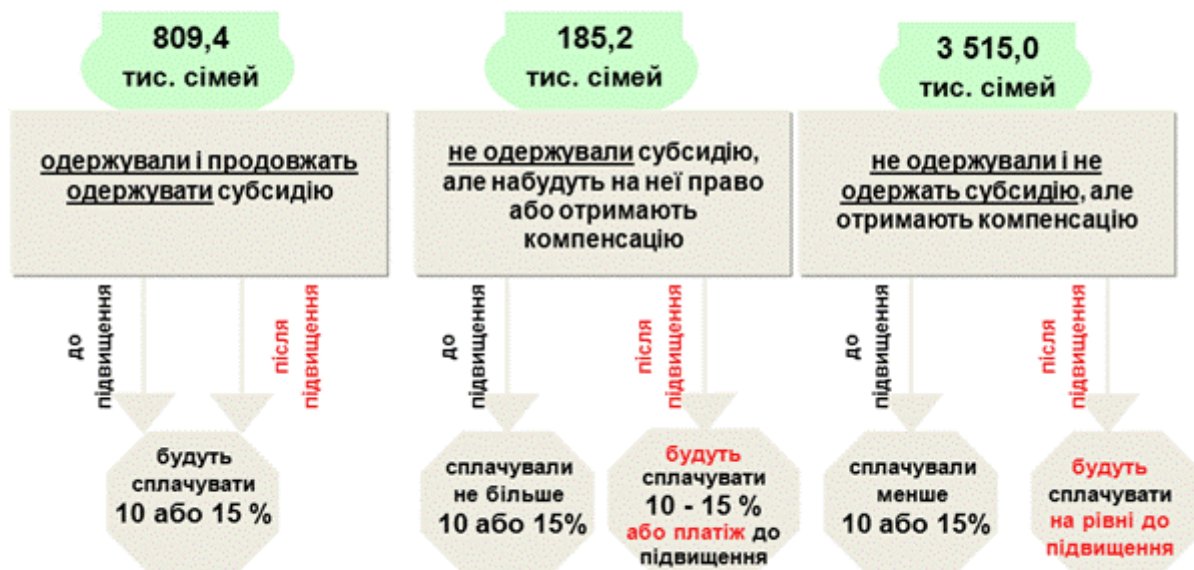 809,4
тис. сімей
одержували і продовжать
одержувати субсидію
до
підвищення
після
підвищення
будуть
сплачувати
10 або 15 %
185,2
тис. сімей
не одержували субсидію,
але набудуть на неї право
або отримають
компенсацію
до
підвищення
після
підвищення
сплачували
не більше
10 або 15%
будуть
сплачувати
10 - 15 %
або платіж до
підвищення
3 515,0
тис. сімей
не одержували і не
одержать субсидію, але
отримають компенсацію
до
підвищення
після
підвищення
сплачували
менше
10 або 15%
будуть
сплачувати
на рівні до
підвищення